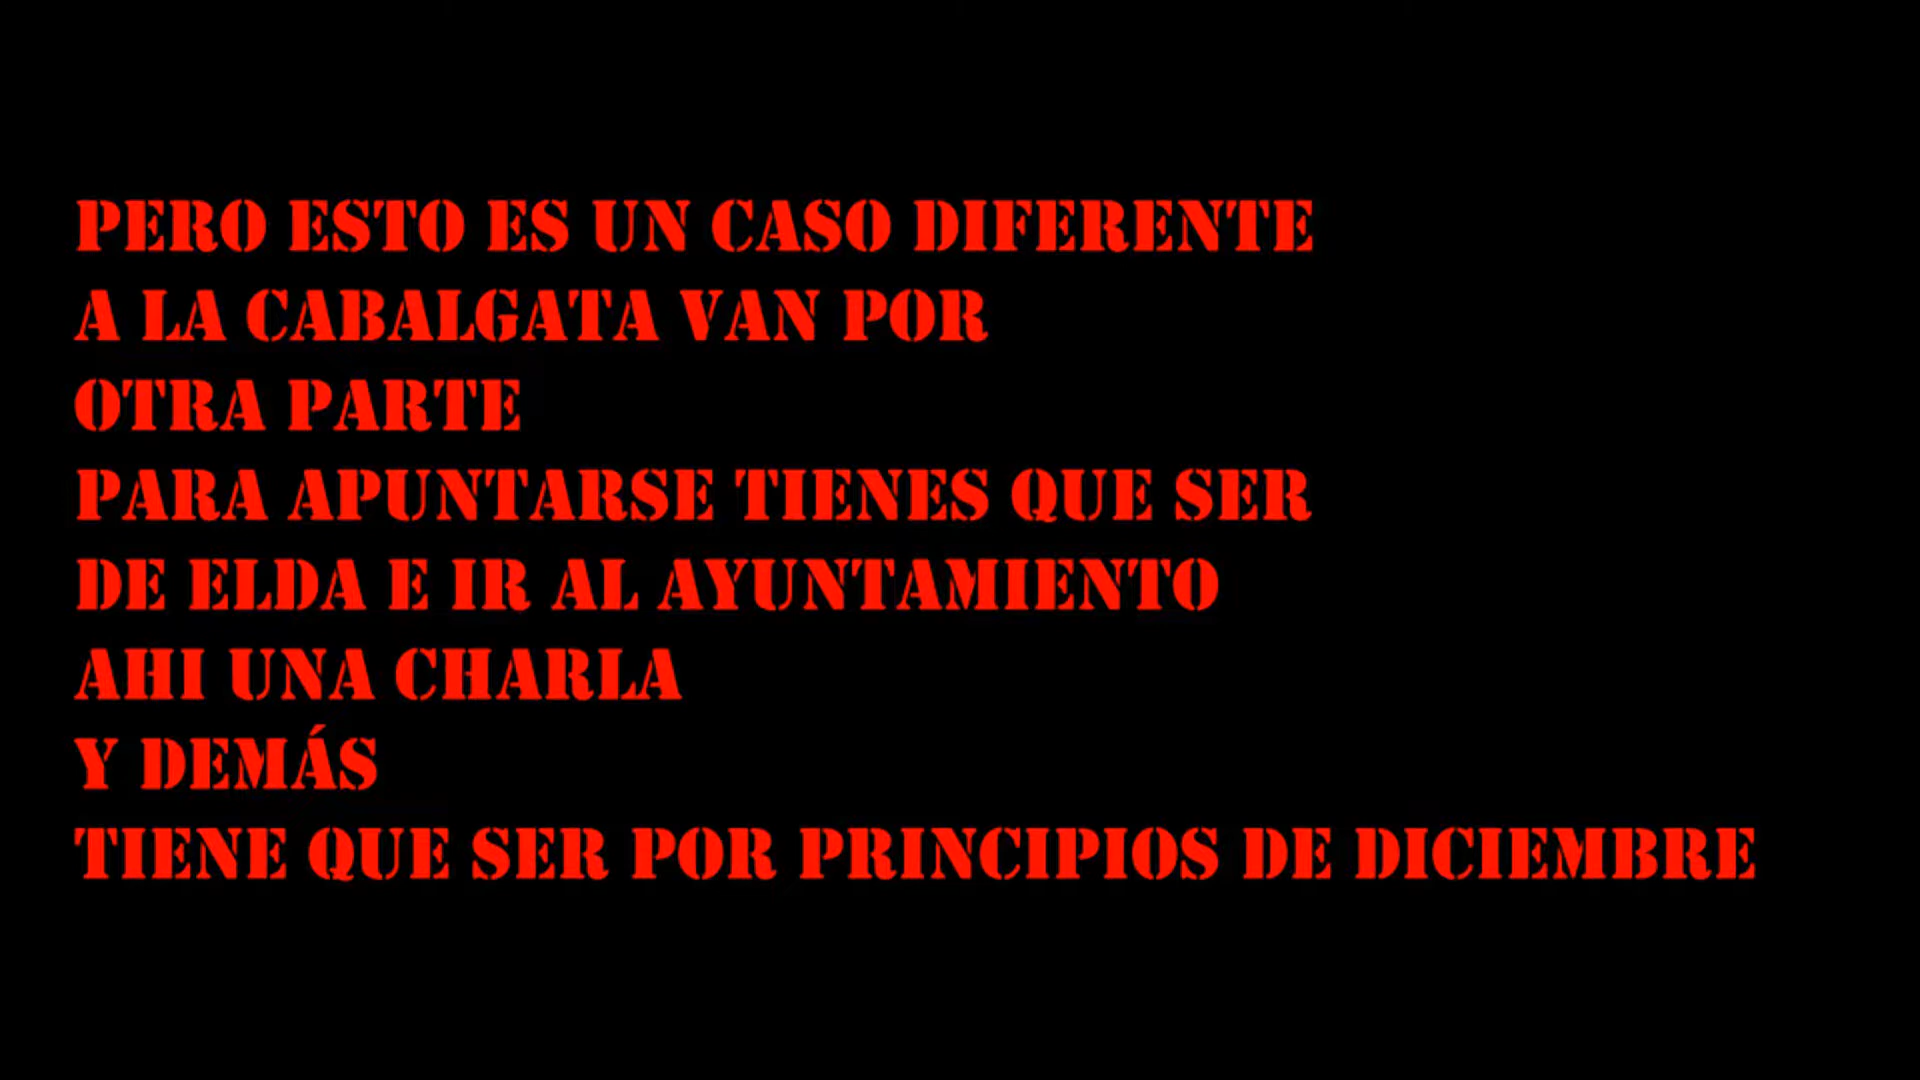 PERO ESTO ES UN CASO DIFERENTE
A LA CABALGATA VAN POR
OTRA PARTE
PARA APUNTARSE TIENES QUE SER
DE ELDA E IR AL AYUNTAMIENTO
AHI UNA CHARLA
Y DEMÁS
TIENE QUE SER POR PRINCIPIOS DE DICIEMBRE